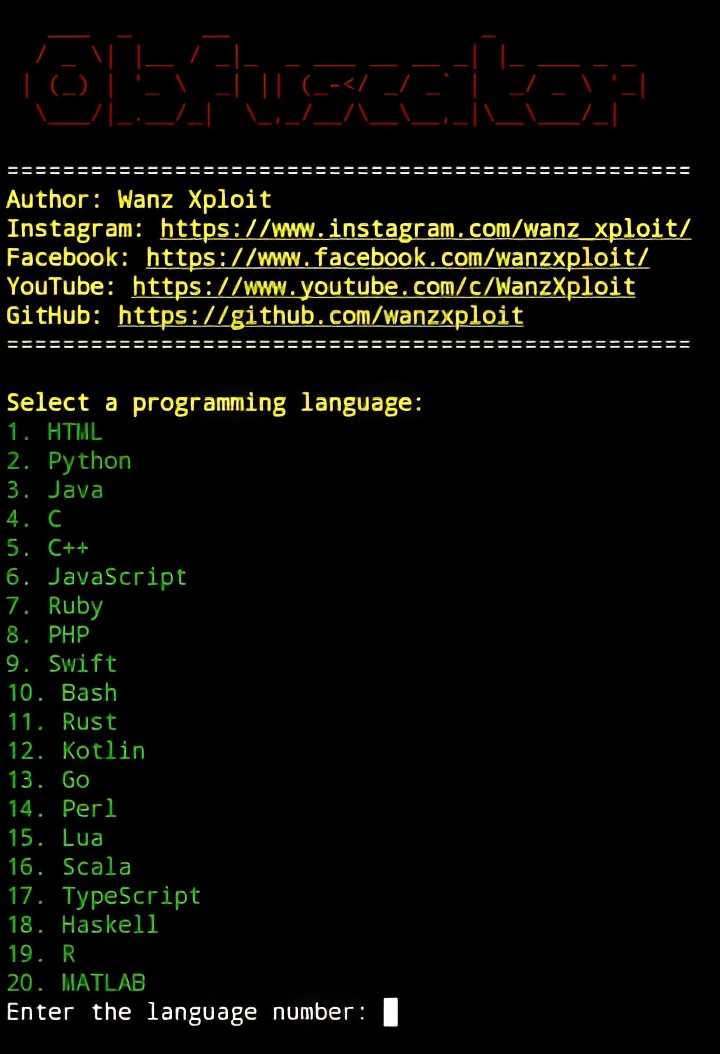 Obfuscator
=================================================
Author: Wanz Xploit
Instagram: https://www.instagram.com/wanz_xploit/
Facebook: https://www.facebook.com/wanzxploit/
YouTube: https://www.youtube.com/c/WanzXploit
GitHub: https://github.com/wanzxploit
=================================================
Select a programming language:
1. HTML
2. Python
3. Java
4. C
5. C++
6. JavaScript
7. Ruby
8. PHP
9. Swift
10. Bash
11. Rust
12. Kotlin
13. Go
14. Perl
15. Lua
16. Scala
17. TypeScript
18. Haskell
19. R
20. MATLAB
Enter the language number: